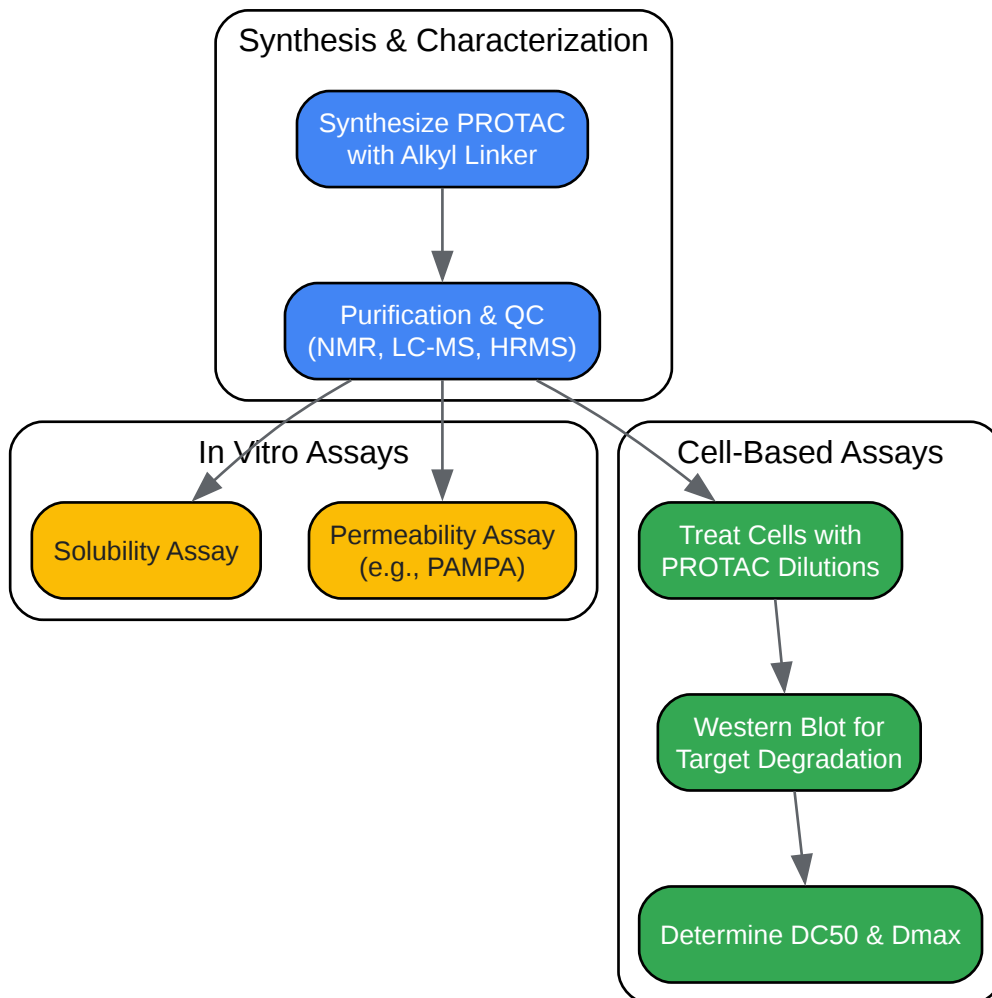 Synthesis & Characterization
Synthesize PROTAC
with Alkyl Linker
Purification & QC
(NMR, LC-MS, HRMS)
In Vitro Assays
Solubility Assay
Permeability Assay
(e.g., PAMPA)
Cell-Based Assays
Treat Cells with
PROTAC Dilutions
Western Blot for
Target Degradation
Determine DC50 & Dmax